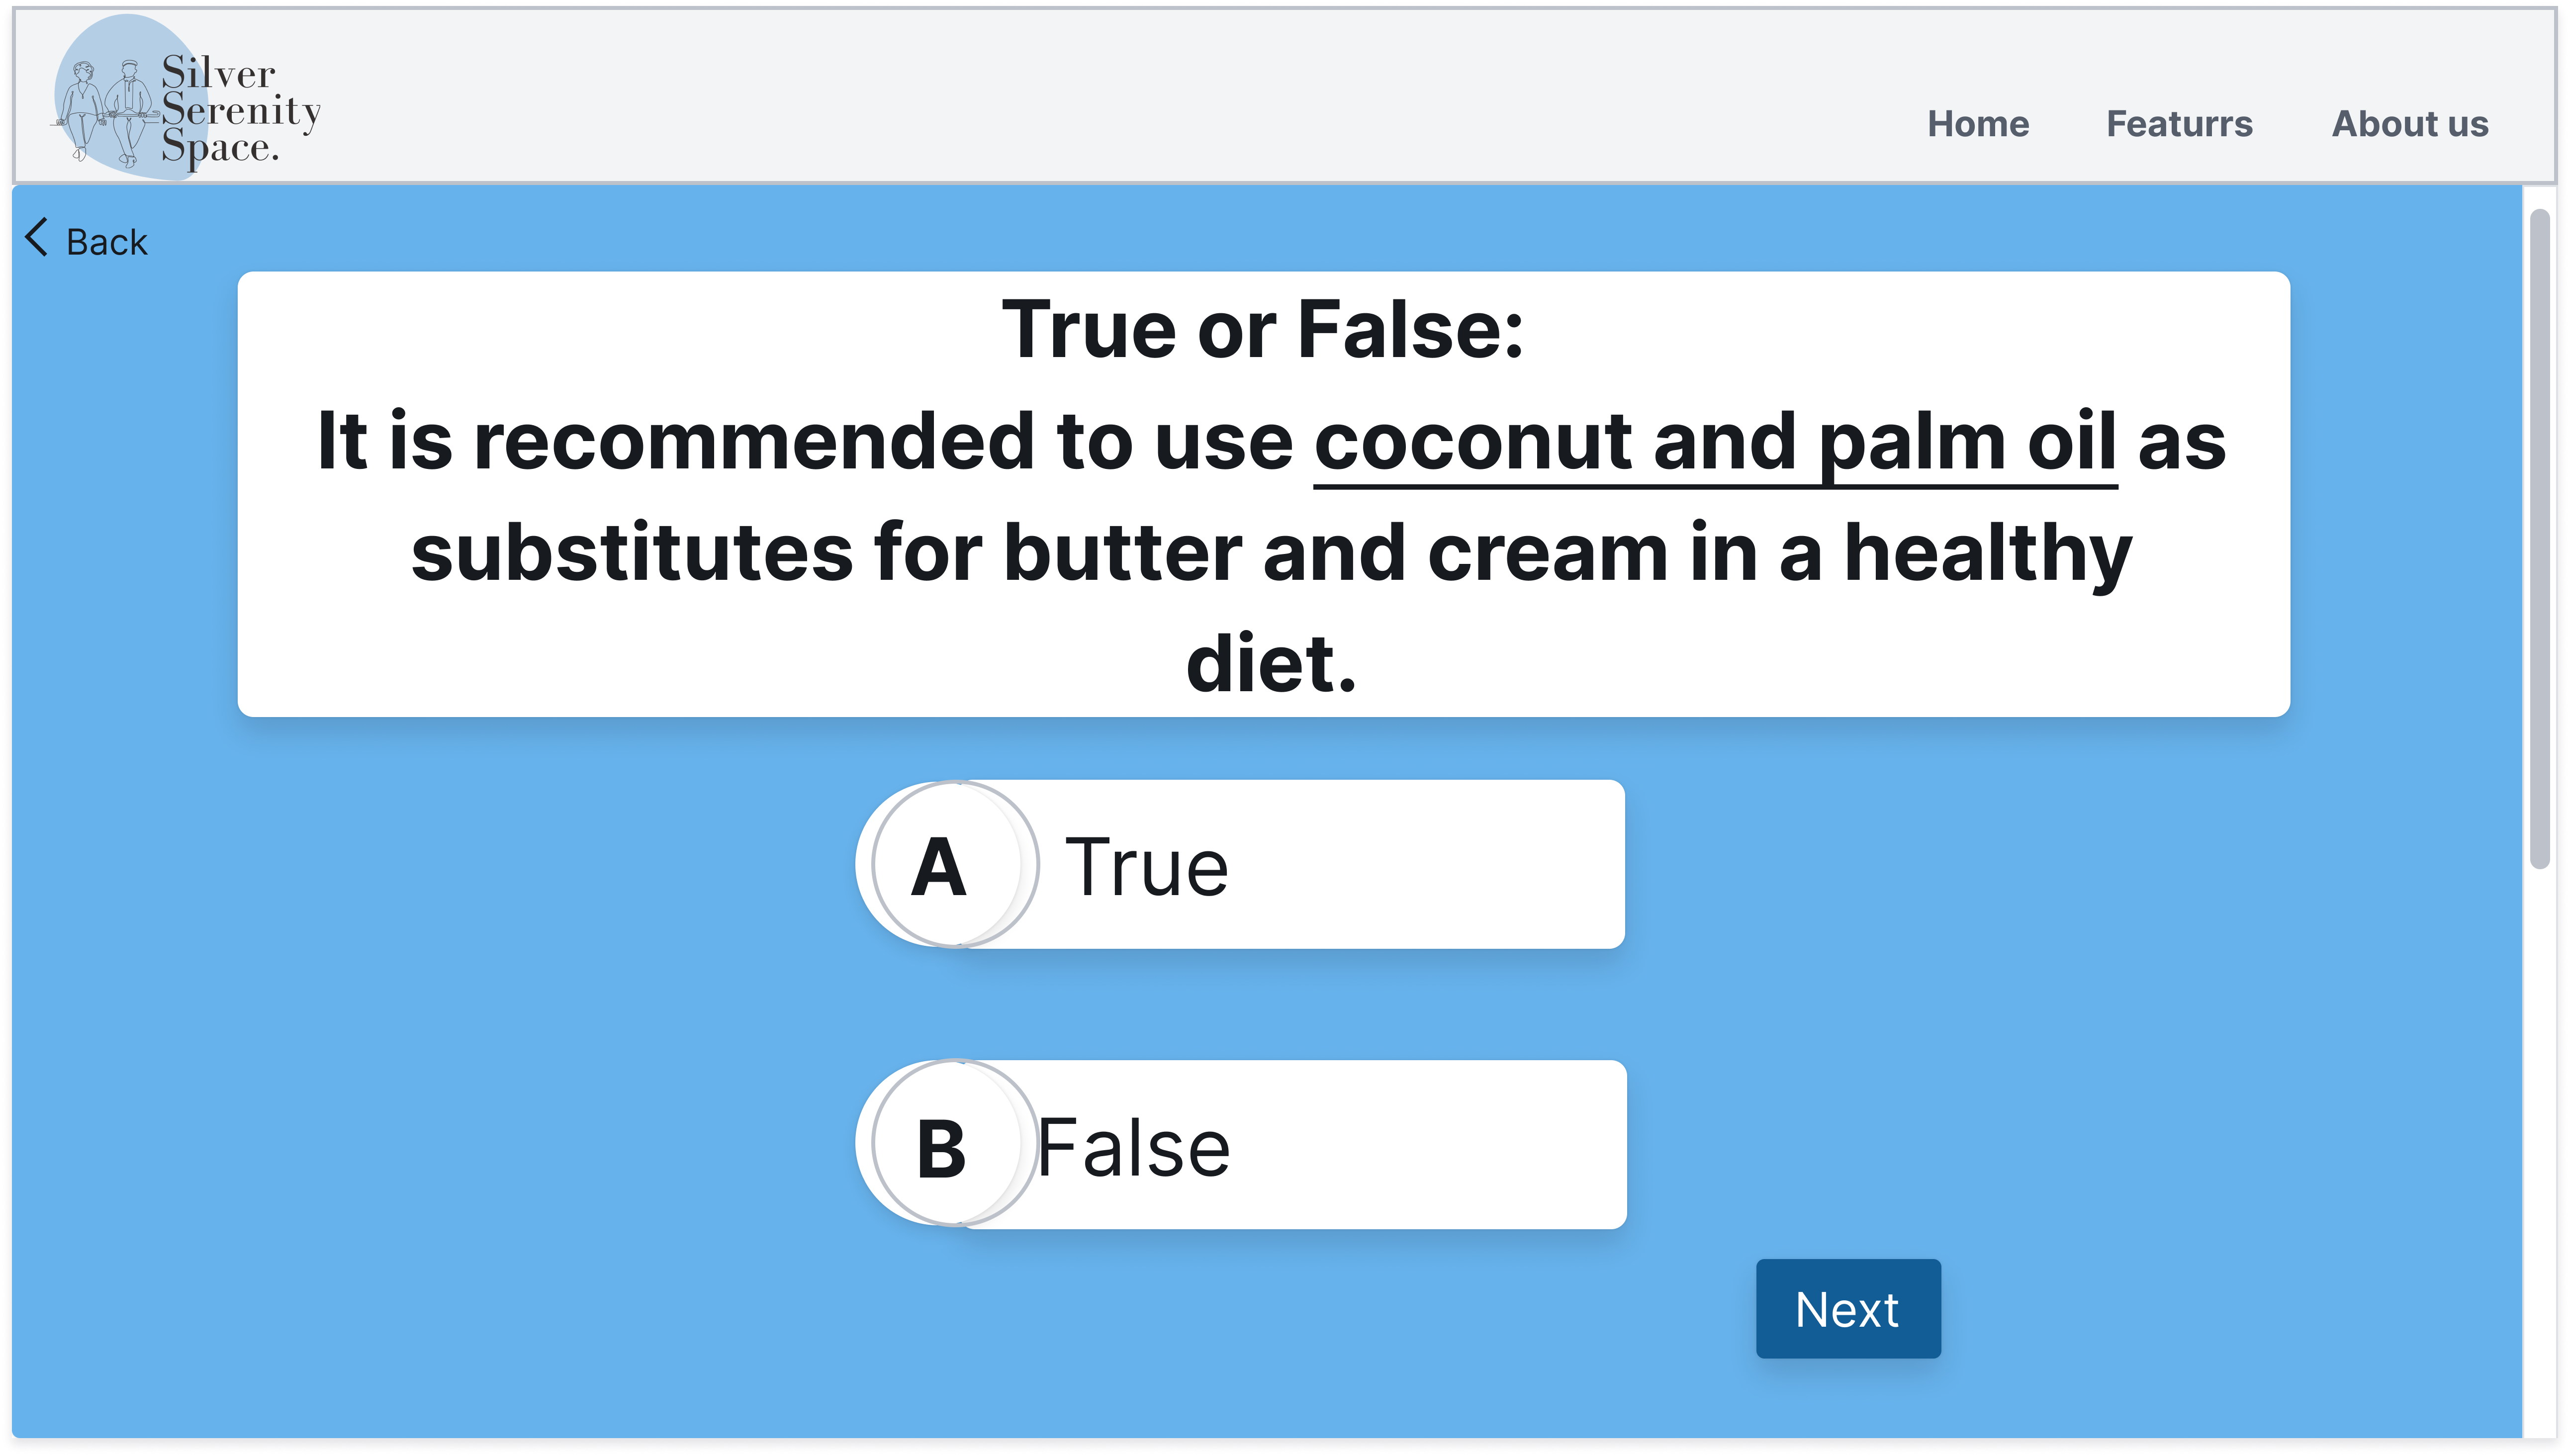 Silver
Serenity
Space.
Home Featurrs About us
Back
True or False:
It is recommended to use coconut and palm oil as
substitutes for butter and cream in a healthy
diet.
A True
B False
Next